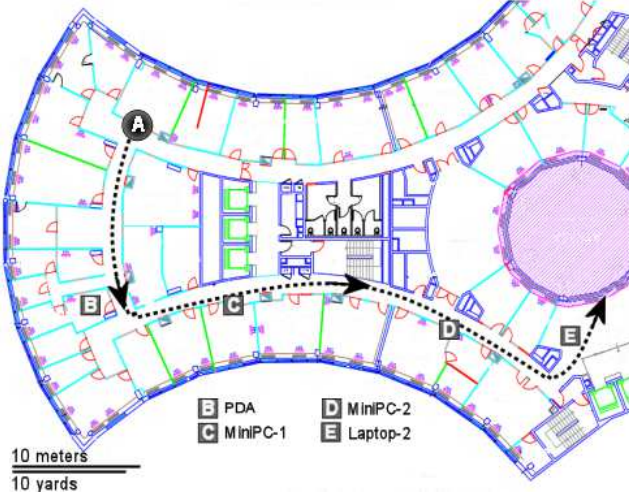 A
B
C
D
E
B PDA
D MiniPC-2
C MiniPC-1
E Laptop-2
10 meters
10 yards